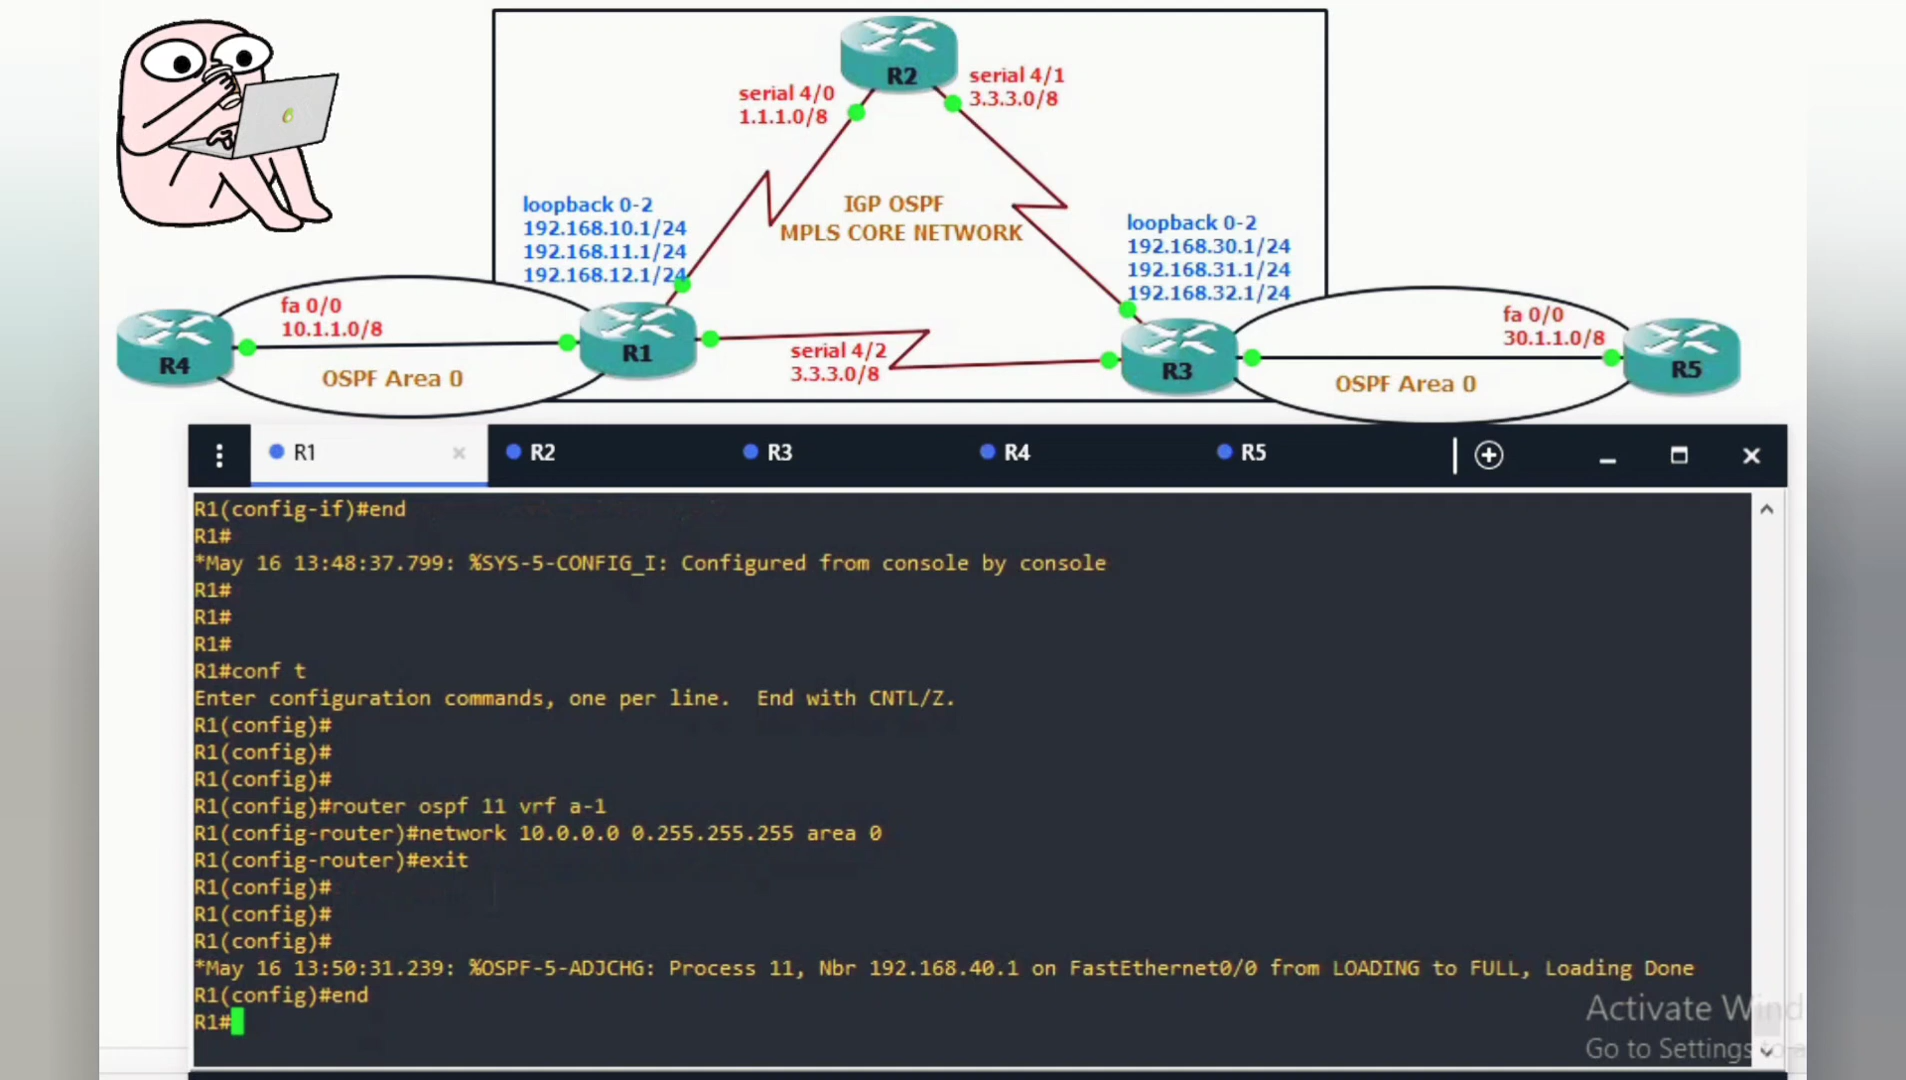 R2
serial 4/0
1.1.1.0/8
serial 4/1
3.3.3.0/8
IGP OSPF
MPLS CORE NETWORK
loopback 0-2
192.168.10.1/24
192.168.11.1/24
192.168.12.1/24
loopback 0-2
192.168.30.1/24
192.168.31.1/24
192.168.32.1/24
fa 0/0
10.1.1.0/8
R4
OSPF Area 0
R1
serial 4/2
3.3.3.0/8
R3
fa 0/0
30.1.1.0/8
OSPF Area 0
R5
R1 R2 R3 R4 R5
R1(config-if)#end
R1#
*May 16 13:48:37.799: %SYS-5-CONFIG_I: Configured from console by console
R1#
R1#
R1#
R1#conf t
Enter configuration commands, one per line.  End with CNTL/Z.
R1(config)#
R1(config)#
R1(config)#
R1(config)#router ospf 11 vrf a-1
R1(config-router)#network 10.0.0.0 0.255.255.255 area 0
R1(config-router)#exit
R1(config)#
R1(config)#
R1(config)#
*May 16 13:50:31.239: %OSPF-5-ADJCHG: Process 11, Nbr 192.168.40.1 on FastEthernet0/0 from LOADING to FULL, Loading Done
R1(config)#end
R1#
Activate Wind
Go to Settings to a